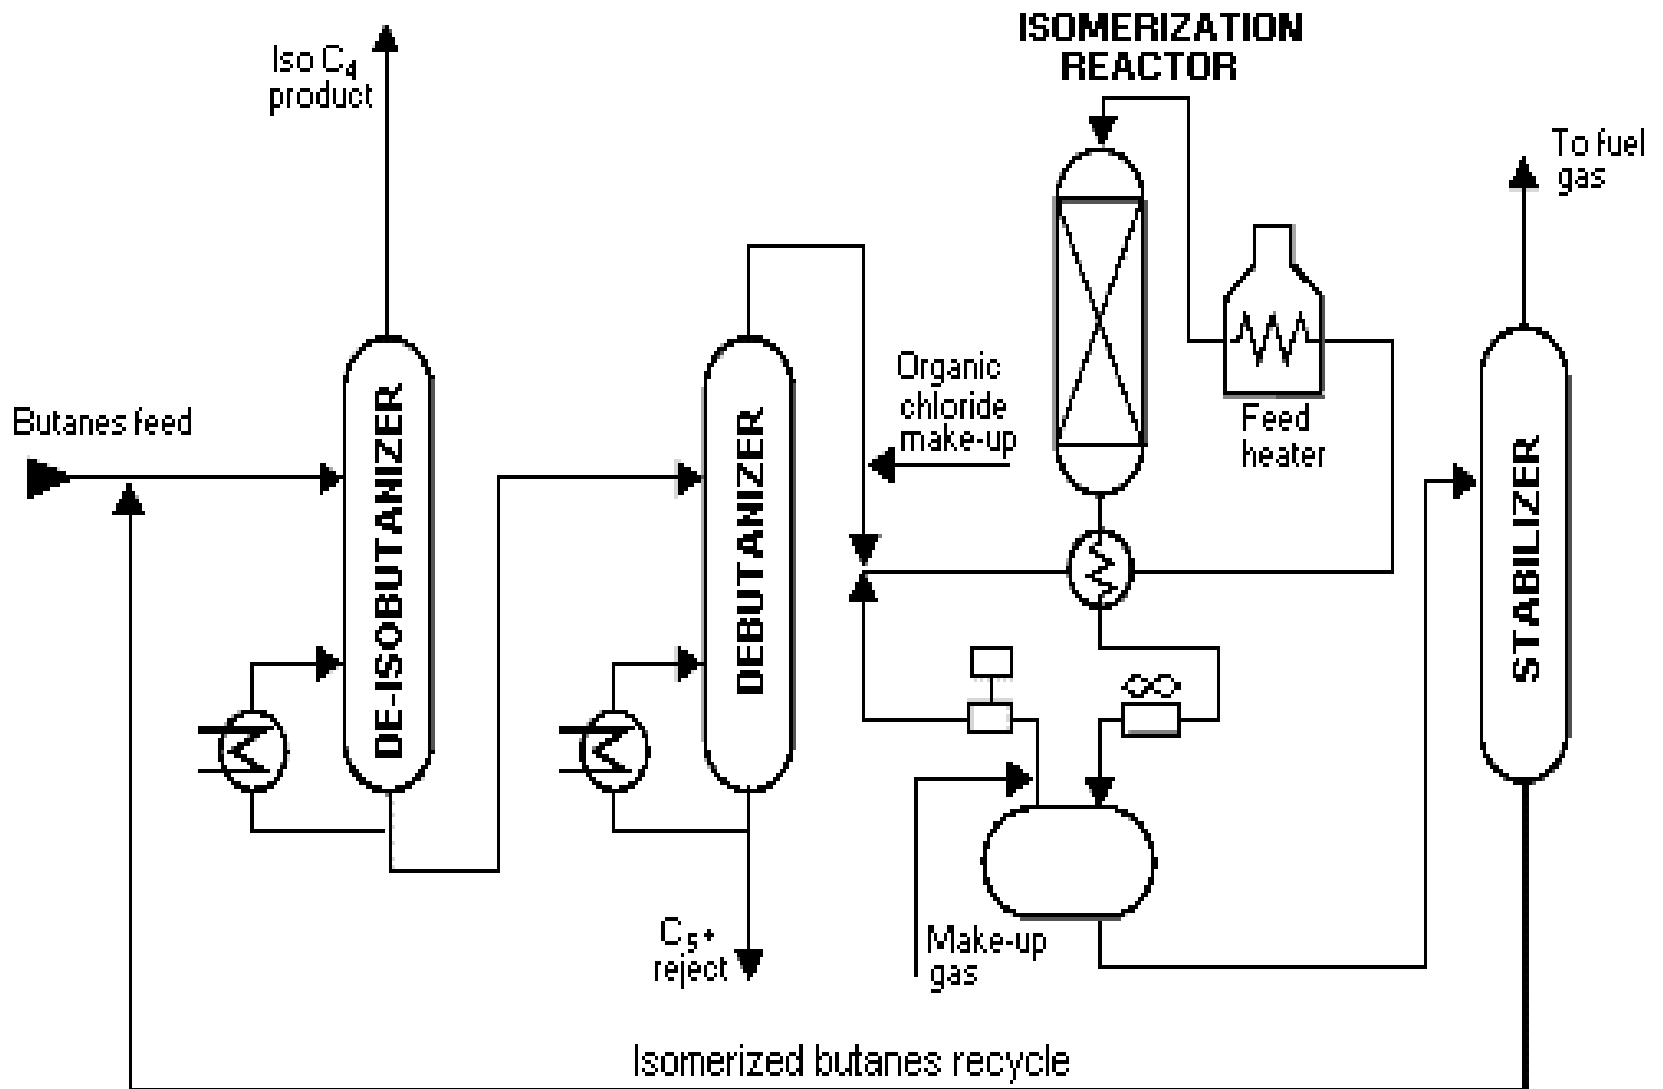 ISOMERIZATION
REACTOR
Iso C₄
product
To fuel
gas
Organic
chloride
make-up
Butanes feed
Feed
heater
DE-ISOBUTANIZER
DEBUTANIZER
STABILIZER
C₅+
reject
Make-up
gas
Isomerized butanes recycle